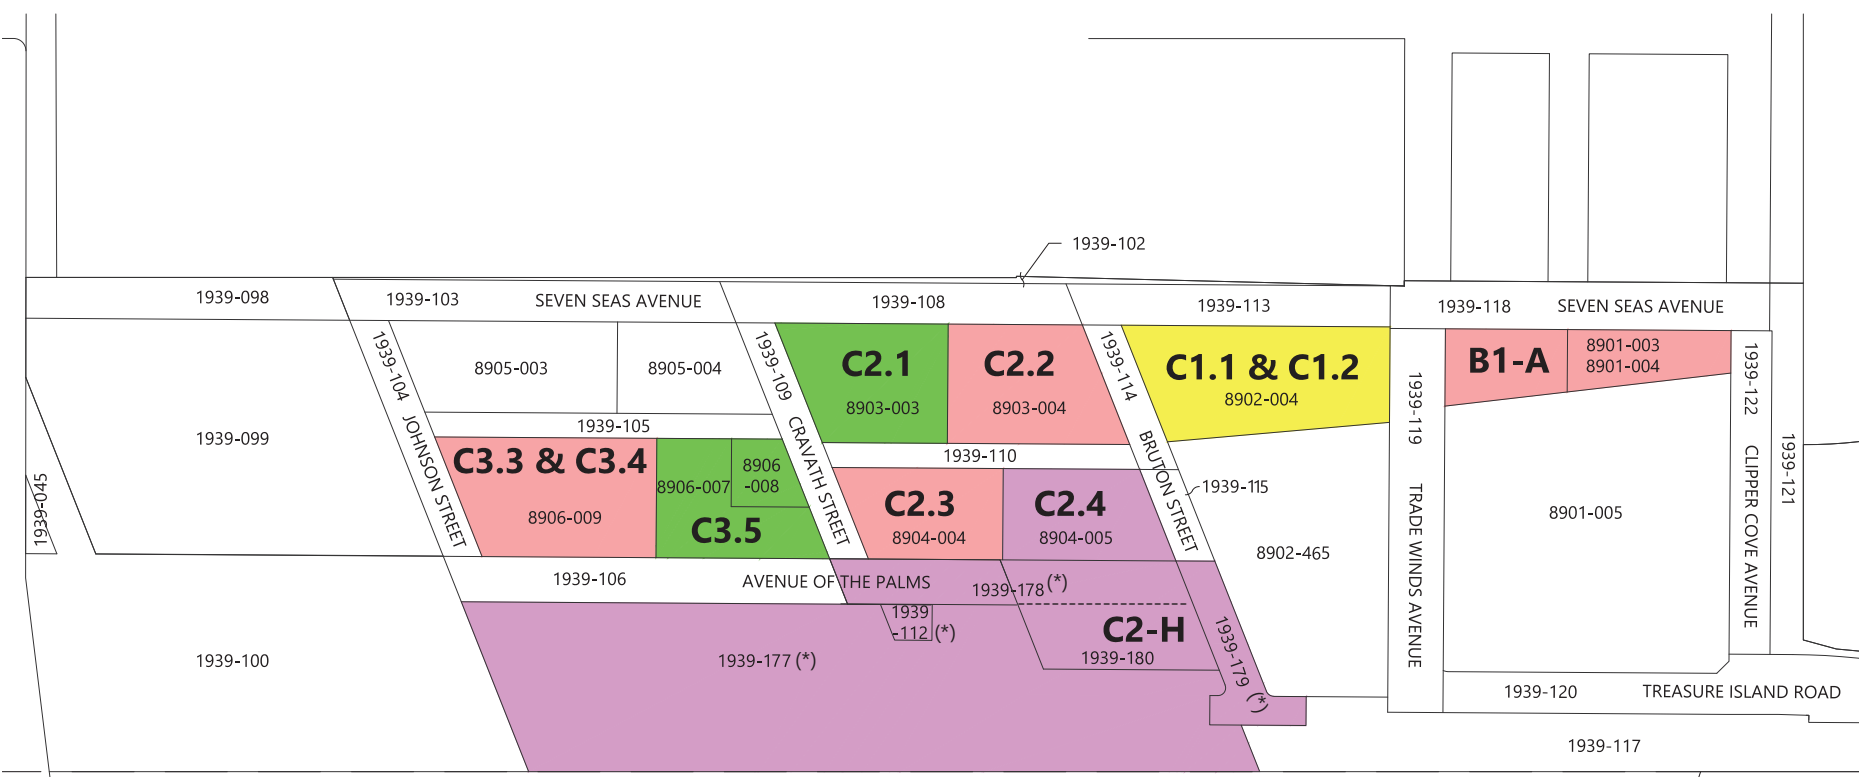 1939-102
1939-098
1939-103
SEVEN SEAS AVENUE
1939-108
1939-113
1939-118
SEVEN SEAS AVENUE
1939-104 JOHNSON STREET
8905-003
8905-004
1939-109 CRAVATH STREET
C2.1
8903-003
C2.2
8903-004
1939-114 BRUTON STREET
C1.1 & C1.2
8902-004
1939-119 TRADE WINDS AVENUE
B1-A
8901-003
8901-004
1939-122 CLIPPER COVE AVENUE
1939-121
1939-099
1939-105
1939-045
C3.3 & C3.4
8906-009
8906-007
8906
-008
C3.5
1939-110
C2.3
8904-004
C2.4
8904-005
1939-115
8902-465
8901-005
1939-106
AVENUE OF THE PALMS
1939-178 (*)
1939
-112 (*)
C2-H
1939-180
1939-179 (*)
1939-100
1939-177 (*)
1939-120
TREASURE ISLAND ROAD
1939-117